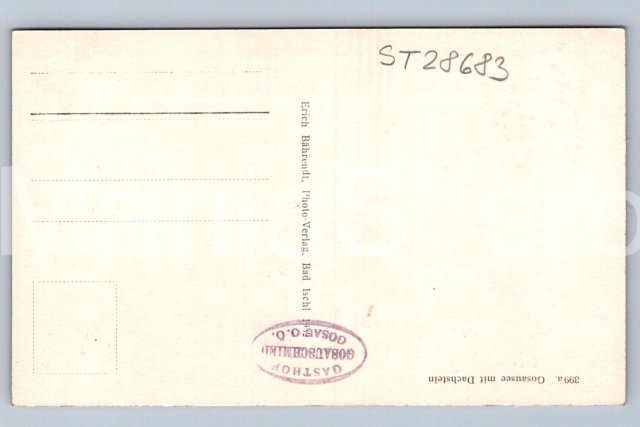 ST28683
Erich Bährendt, Photo-Verlag, Bad Ischl
GASTHOF
GOSAUSCHMIED
GOSAU O.Ö.
399 a. Gosausee mit Dachstein